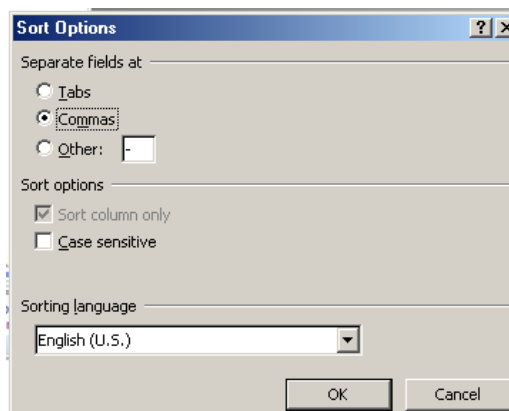 Sort Options
Separate fields at
Tabs
Commas
Other: -
Sort options
Sort column only
Case sensitive
Sorting language
English (U.S.)
OK Cancel